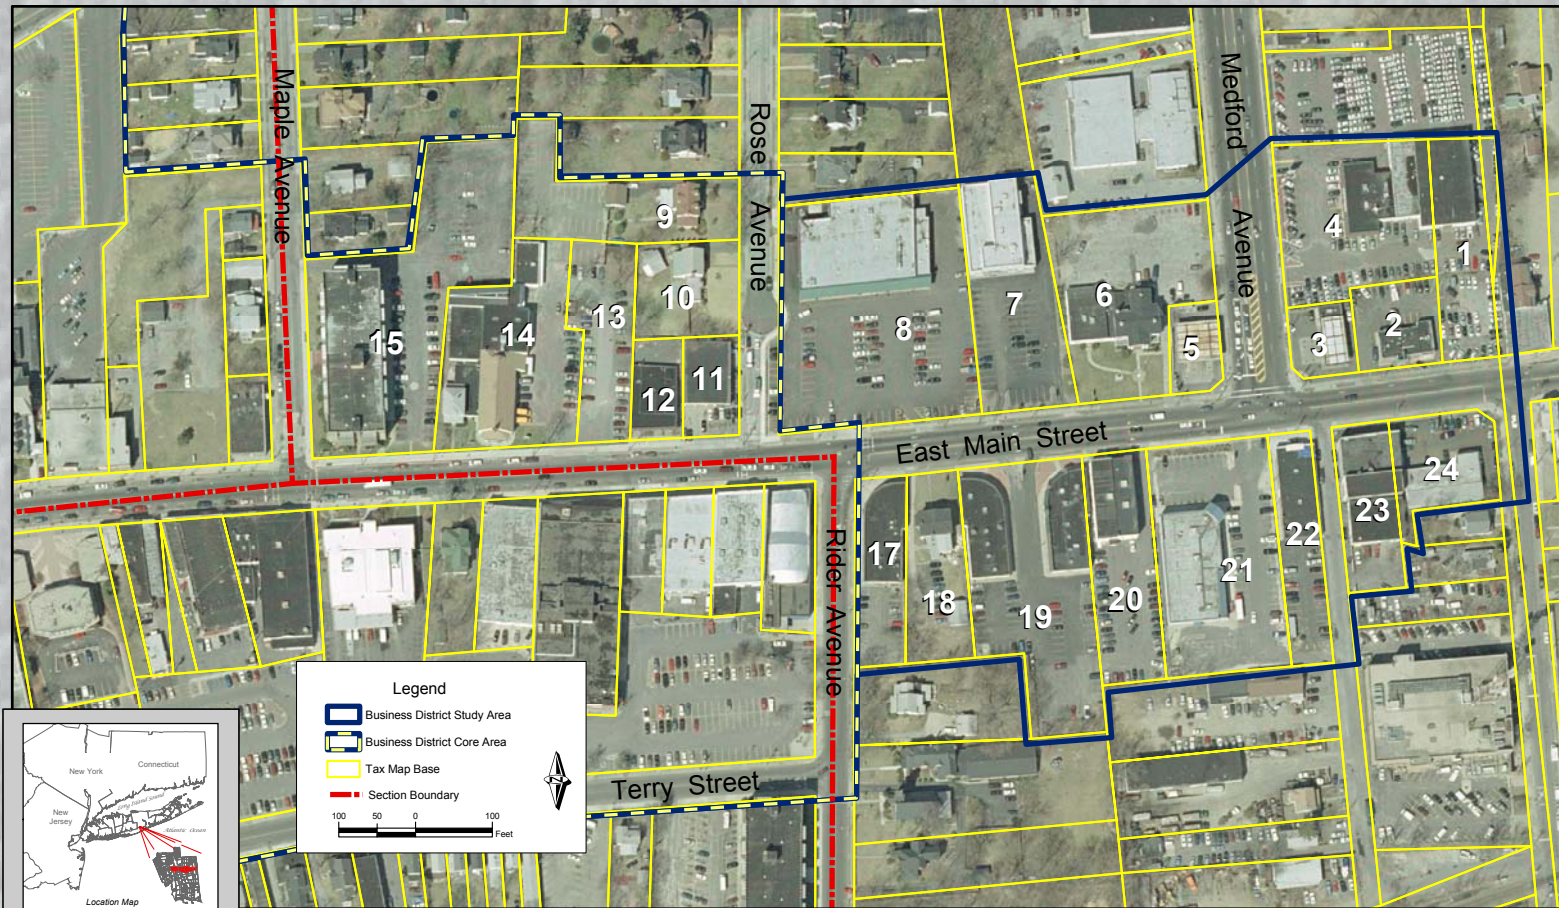 Maple Avenue
Rose Avenue
Medford Avenue
9
4
1
10
13
6
7
8
2
3
5
15
14
12
11
East Main Street
24
23
22
17
21
18
20
19
Rider Avenue
Terry Street
Legend
Business District Study Area
Business District Core Area
Tax Map Base
Section Boundary
N
100 50 0 100
Feet
New York
Connecticut
Long Island Sound
New
Jersey
Atlantic Ocean
Location Map